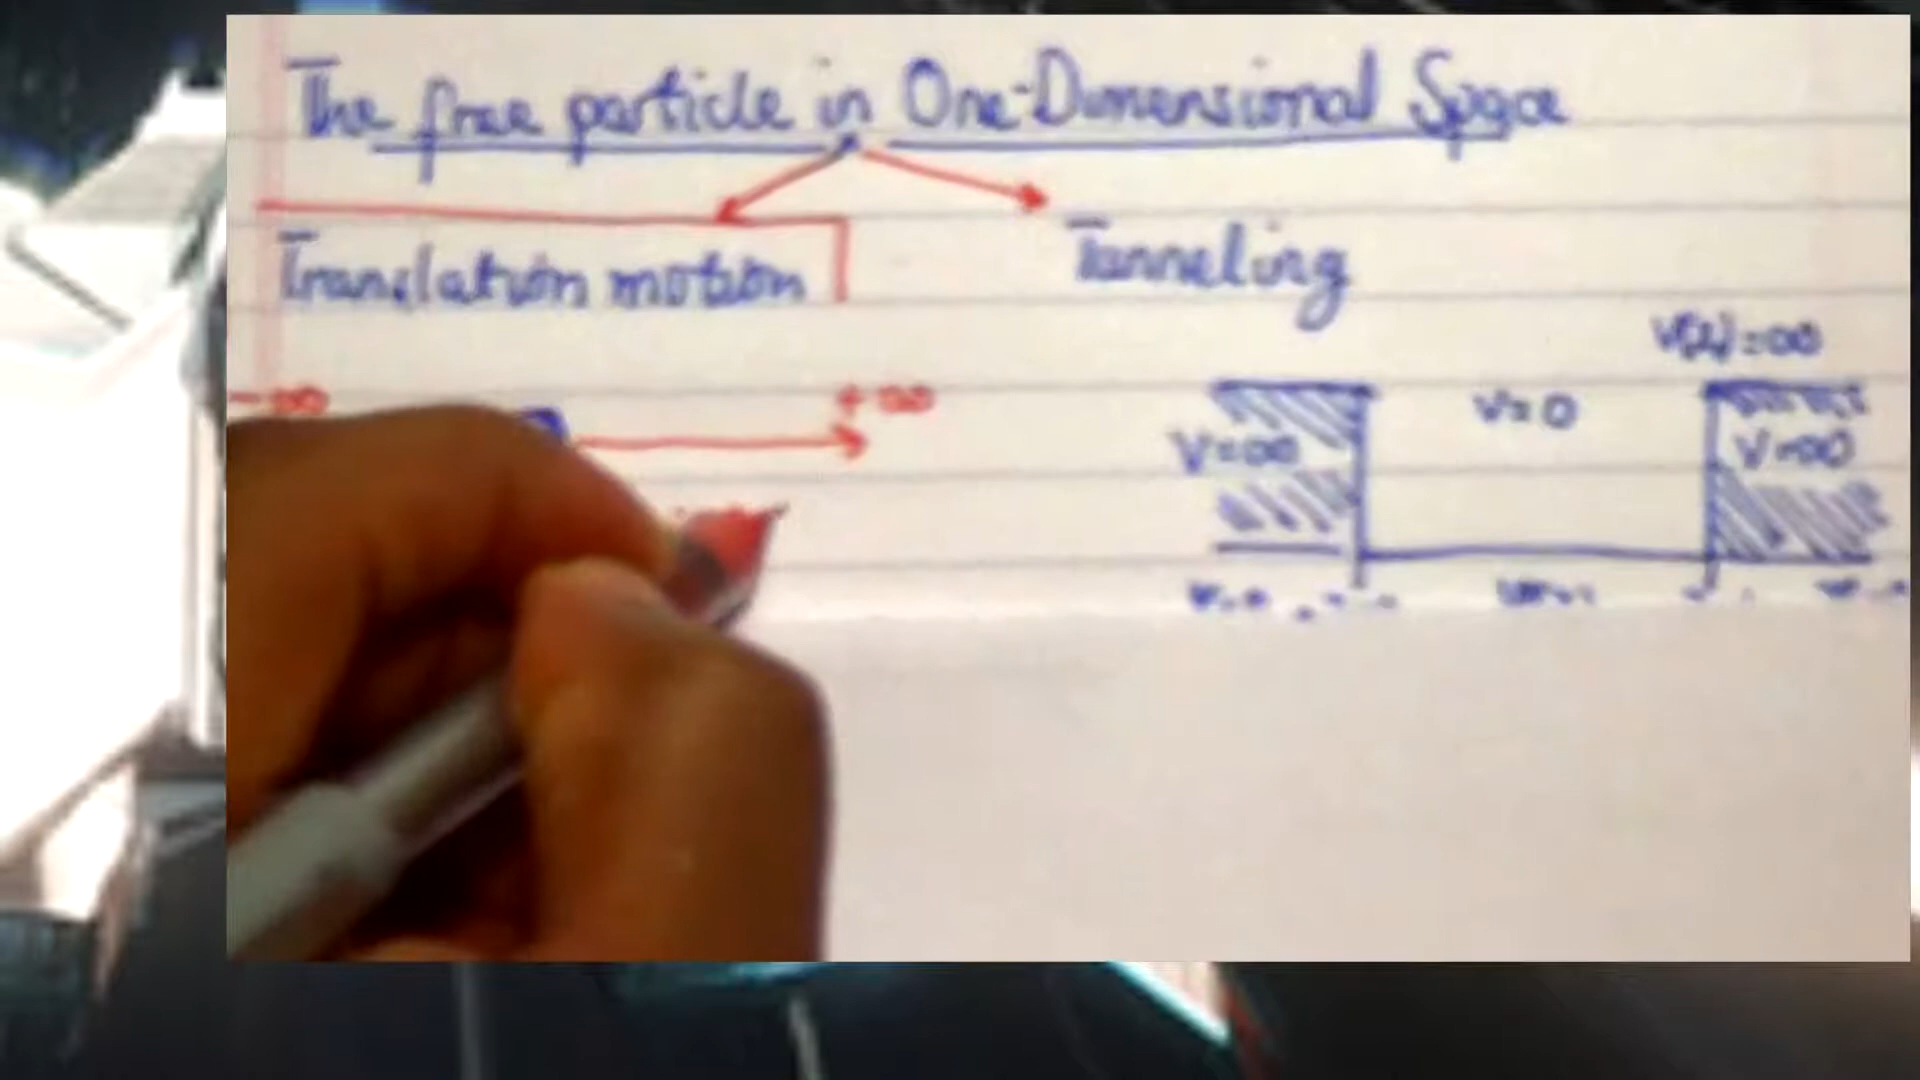 The free particle in One-Dimensional Space
Translation motion
Tunneling
V(x)=∞
-∞
+∞
V=0
V=∞
V=∞